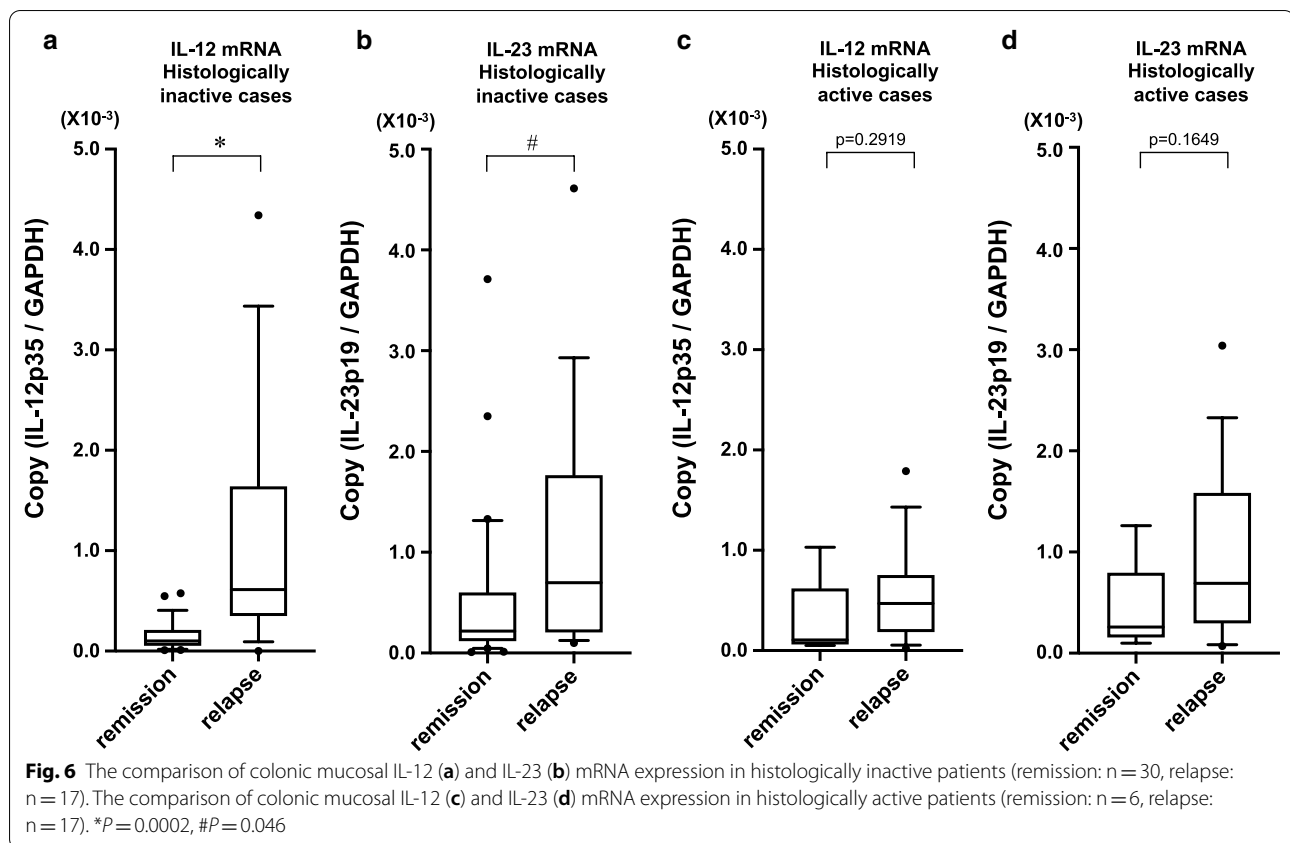 a
IL-12 mRNA
Histologically
inactive cases
(X10-3)
*
5.0
4.0
3.0
2.0
1.0
0.0
Copy (IL-12p35 / GAPDH)
remission
relapse
b
IL-23 mRNA
Histologically
inactive cases
(X10-3)
#
5.0
4.0
3.0
2.0
1.0
0.0
Copy (IL-23p19 / GAPDH)
remission
relapse
c
IL-12 mRNA
Histologically
active cases
(X10-3)
p=0.2919
5.0
4.0
3.0
2.0
1.0
0.0
Copy (IL-12p35 / GAPDH)
remission
relapse
d
IL-23 mRNA
Histologically
active cases
(X10-3)
p=0.1649
5.0
4.0
3.0
2.0
1.0
0.0
Copy (IL-23p19 / GAPDH)
remission
relapse
Fig. 6 The comparison of colonic mucosal IL-12 (a) and IL-23 (b) mRNA expression in histologically inactive patients (remission: n = 30, relapse:
n = 17). The comparison of colonic mucosal IL-12 (c) and IL-23 (d) mRNA expression in histologically active patients (remission: n = 6, relapse:
n = 17). *P = 0.0002, #P = 0.046